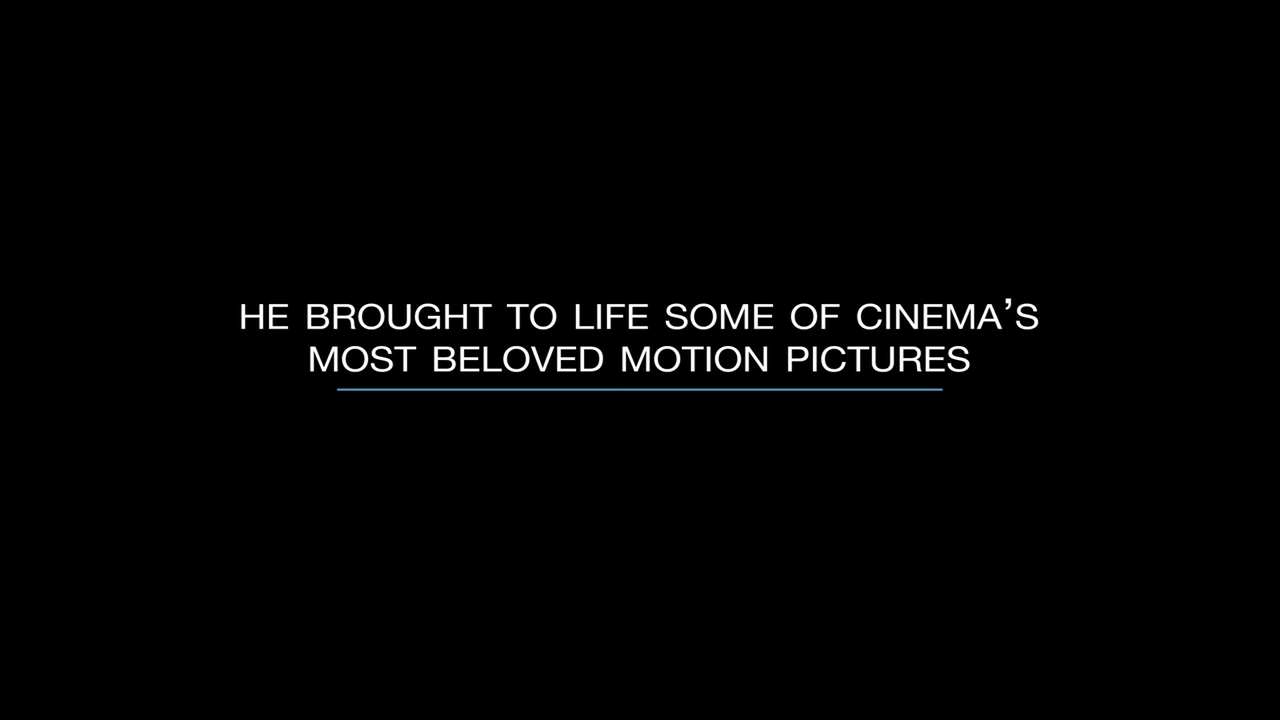 HE BROUGHT TO LIFE SOME OF CINEMA’S
MOST BELOVED MOTION PICTURES